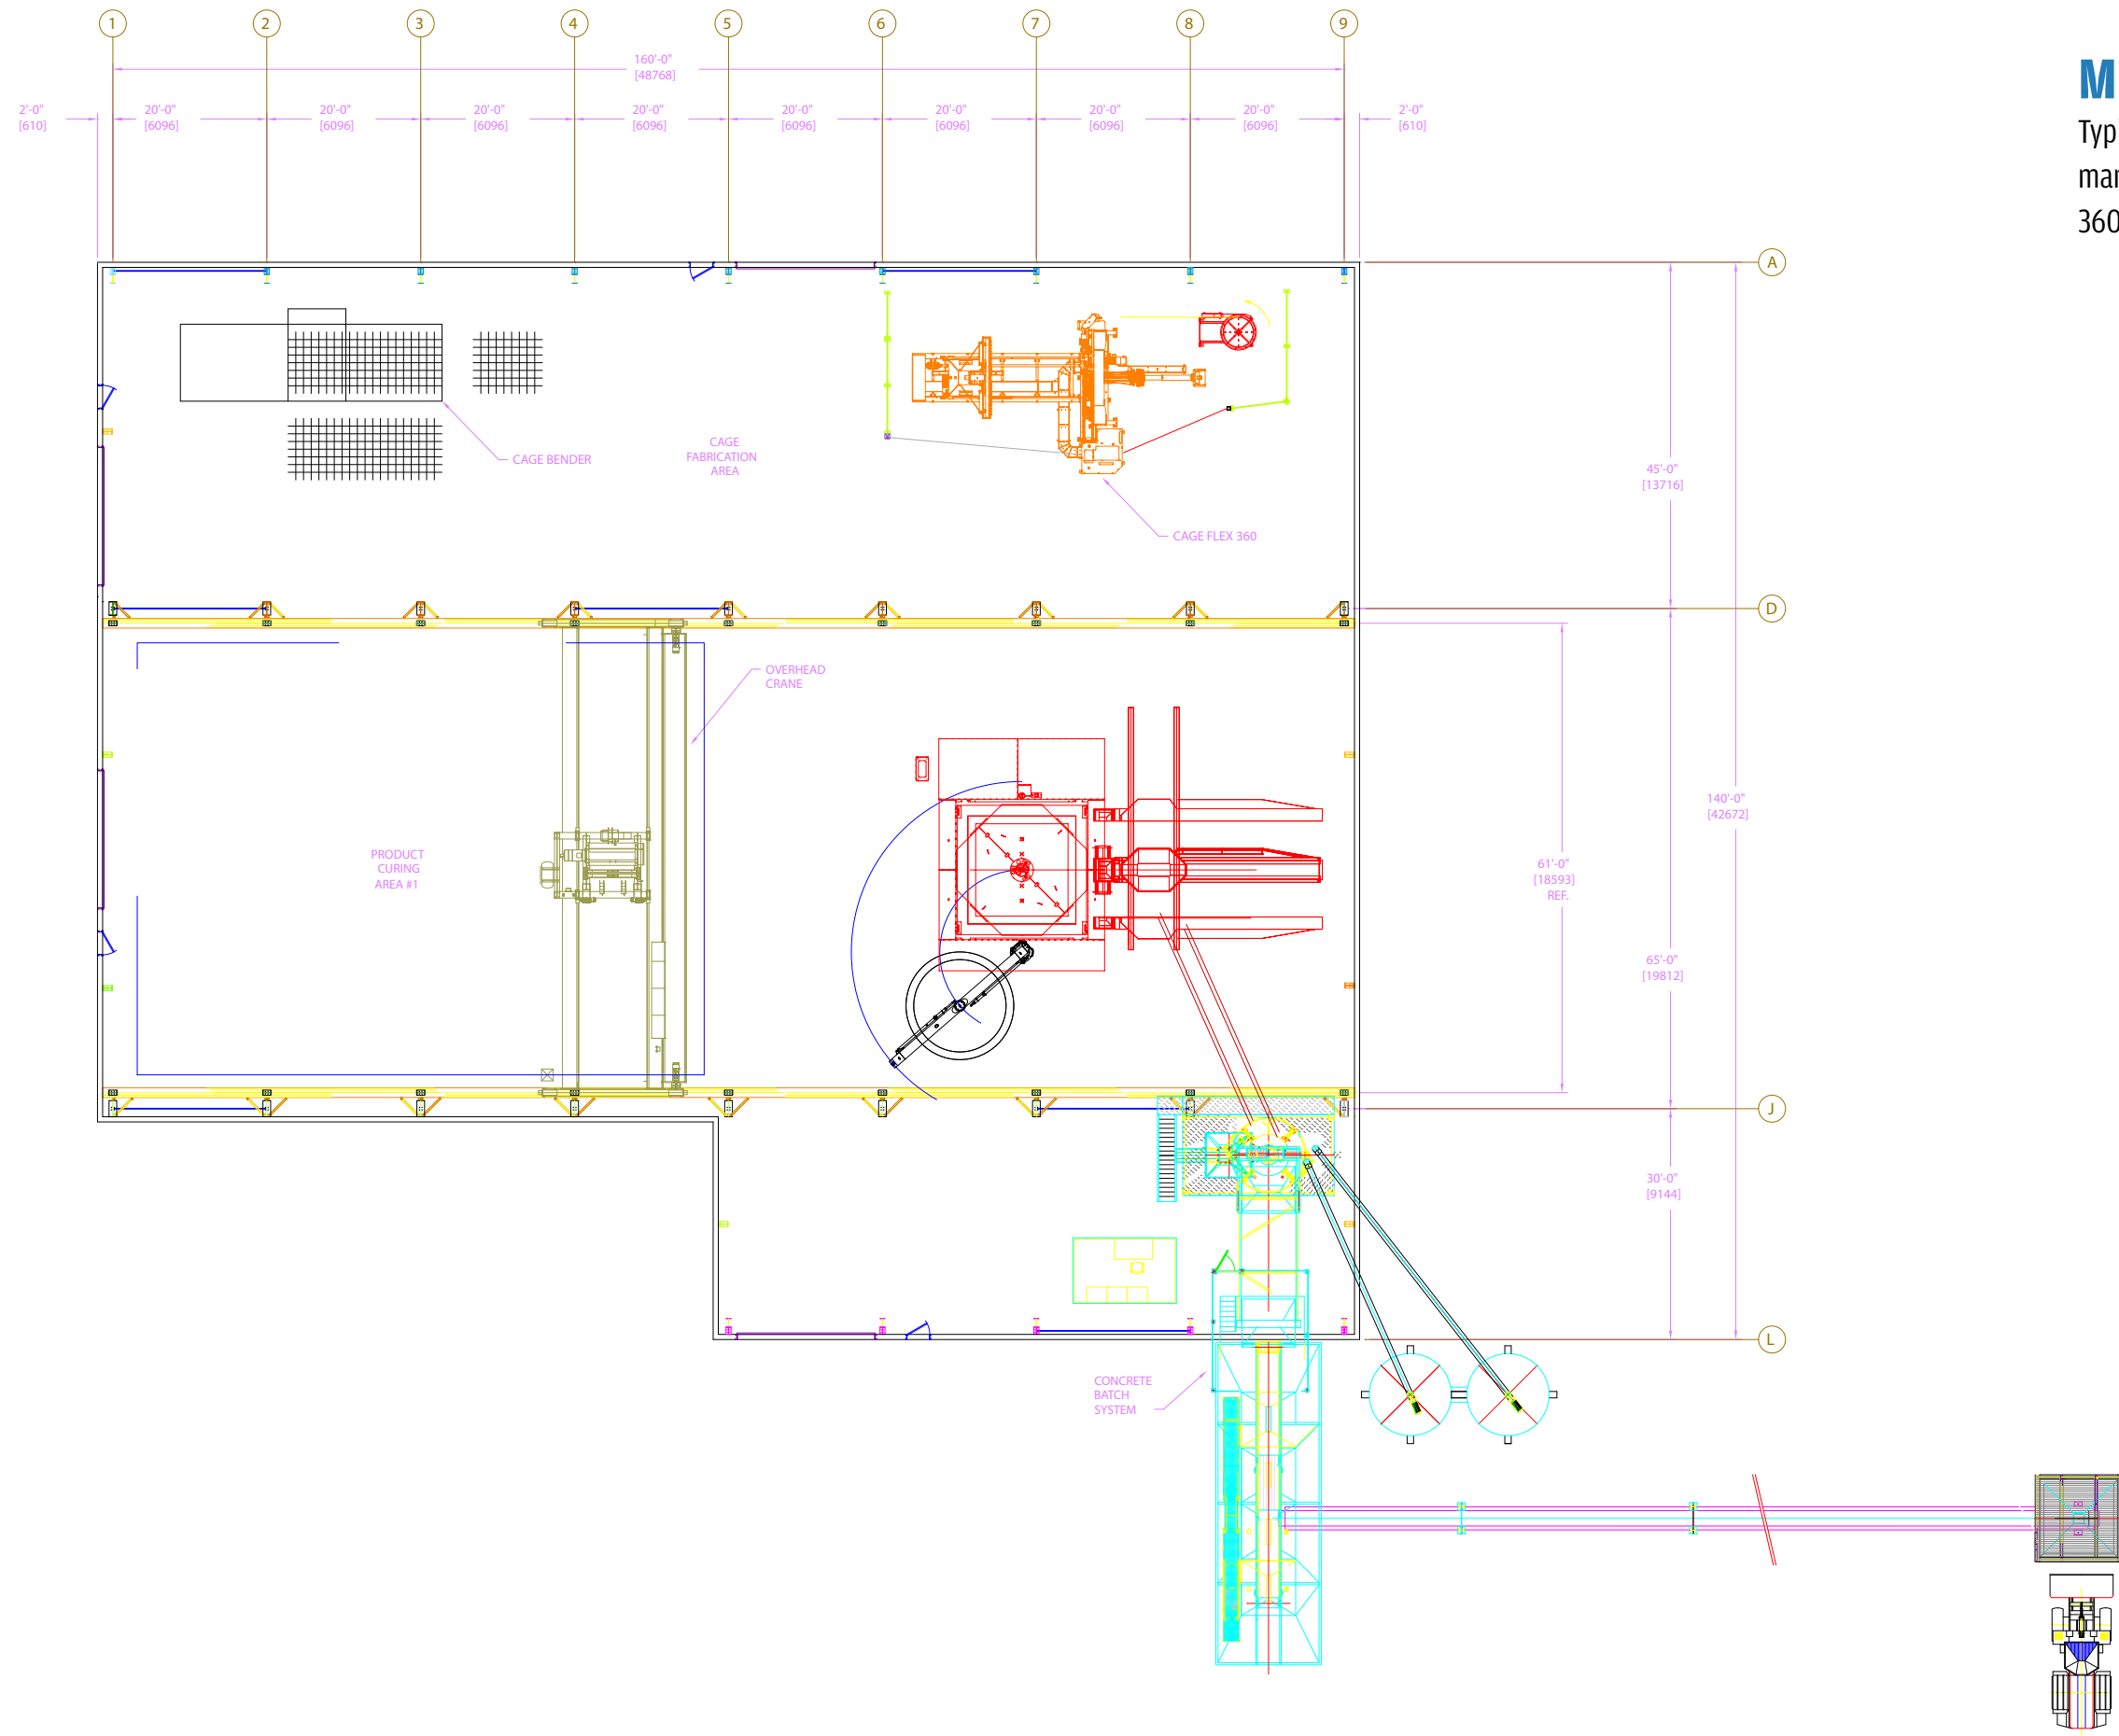 1 2 3 4 5 6 7 8 9
160'-0"
[48768]
2'-0" 20'-0" 20'-0" 20'-0" 20'-0" 20'-0" 20'-0" 20'-0" 20'-0" 2'-0"
[610] [6096] [6096] [6096] [6096] [6096] [6096] [6096] [6096] [610]
M
Typ
man
360
A
CAGE
FABRICATION
AREA
CAGE BENDER
CAGE FLEX 360
45'-0"
[13716]
D
OVERHEAD
CRANE
140'-0"
[42672]
PRODUCT
CURING
AREA #1
61'-0"
[18593]
REF.
65'-0"
[19812]
J
30'-0"
[9144]
L
CONCRETE
BATCH
SYSTEM